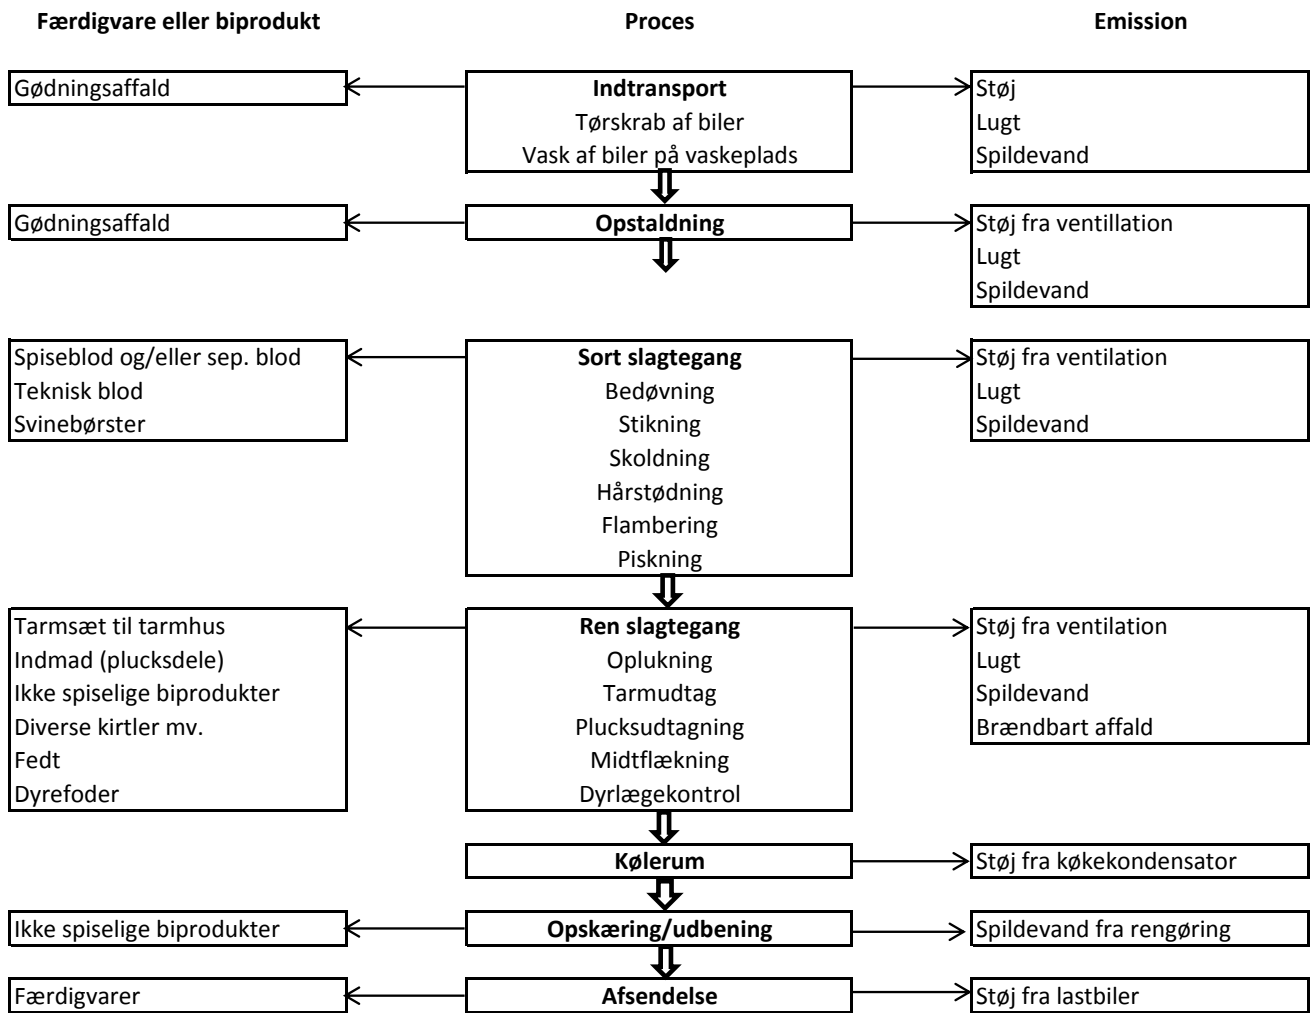 Færdigvare eller biprodukt Proces Emission
Gødningsaffald Indtransport Støj
Tørskrab af biler Lugt
Vask af biler på vaskeplads Spildevand
Gødningsaffald Opstaldning Støj fra ventillation
Lugt
Spildevand
Spiseblod og/eller sep. blod Sort slagtegang Støj fra ventilation
Teknisk blod Bedøvning Lugt
Svinebørster Stikning Spildevand
Skoldning
Hårstødning
Flambering
Piskning
Tarmsæt til tarmhus Ren slagtegang Støj fra ventilation
Indmad (plucksdele) Oplukning Lugt
Ikke spiselige biprodukter Tarmudtag Spildevand
Diverse kirtler mv. Plucksudtagning Brændbart affald
Fedt Midtflækning
Dyrefoder Dyrlægekontrol
Kølerum Støj fra køkekondensator
Ikke spiselige biprodukter Opskæring/udbening Spildevand fra rengøring
Færdigvarer Afsendelse Støj fra lastbiler